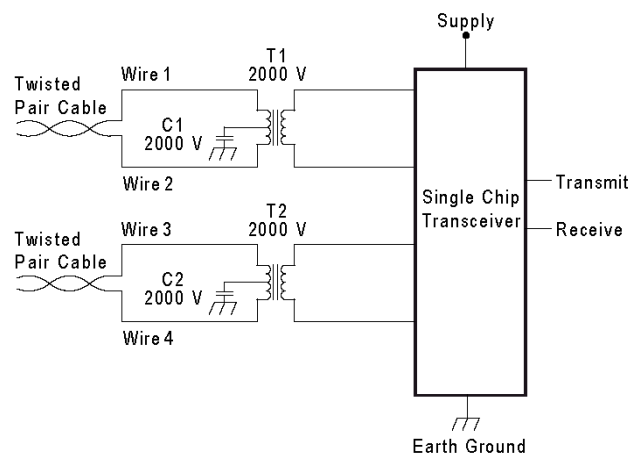 Supply
T1
2000 V
Wire 1
Twisted
Pair Cable
C1
2000 V
Wire 2
Single Chip
Transceiver
Transmit
Receive
T2
2000 V
Wire 3
Twisted
Pair Cable
C2
2000 V
Wire 4
Earth Ground